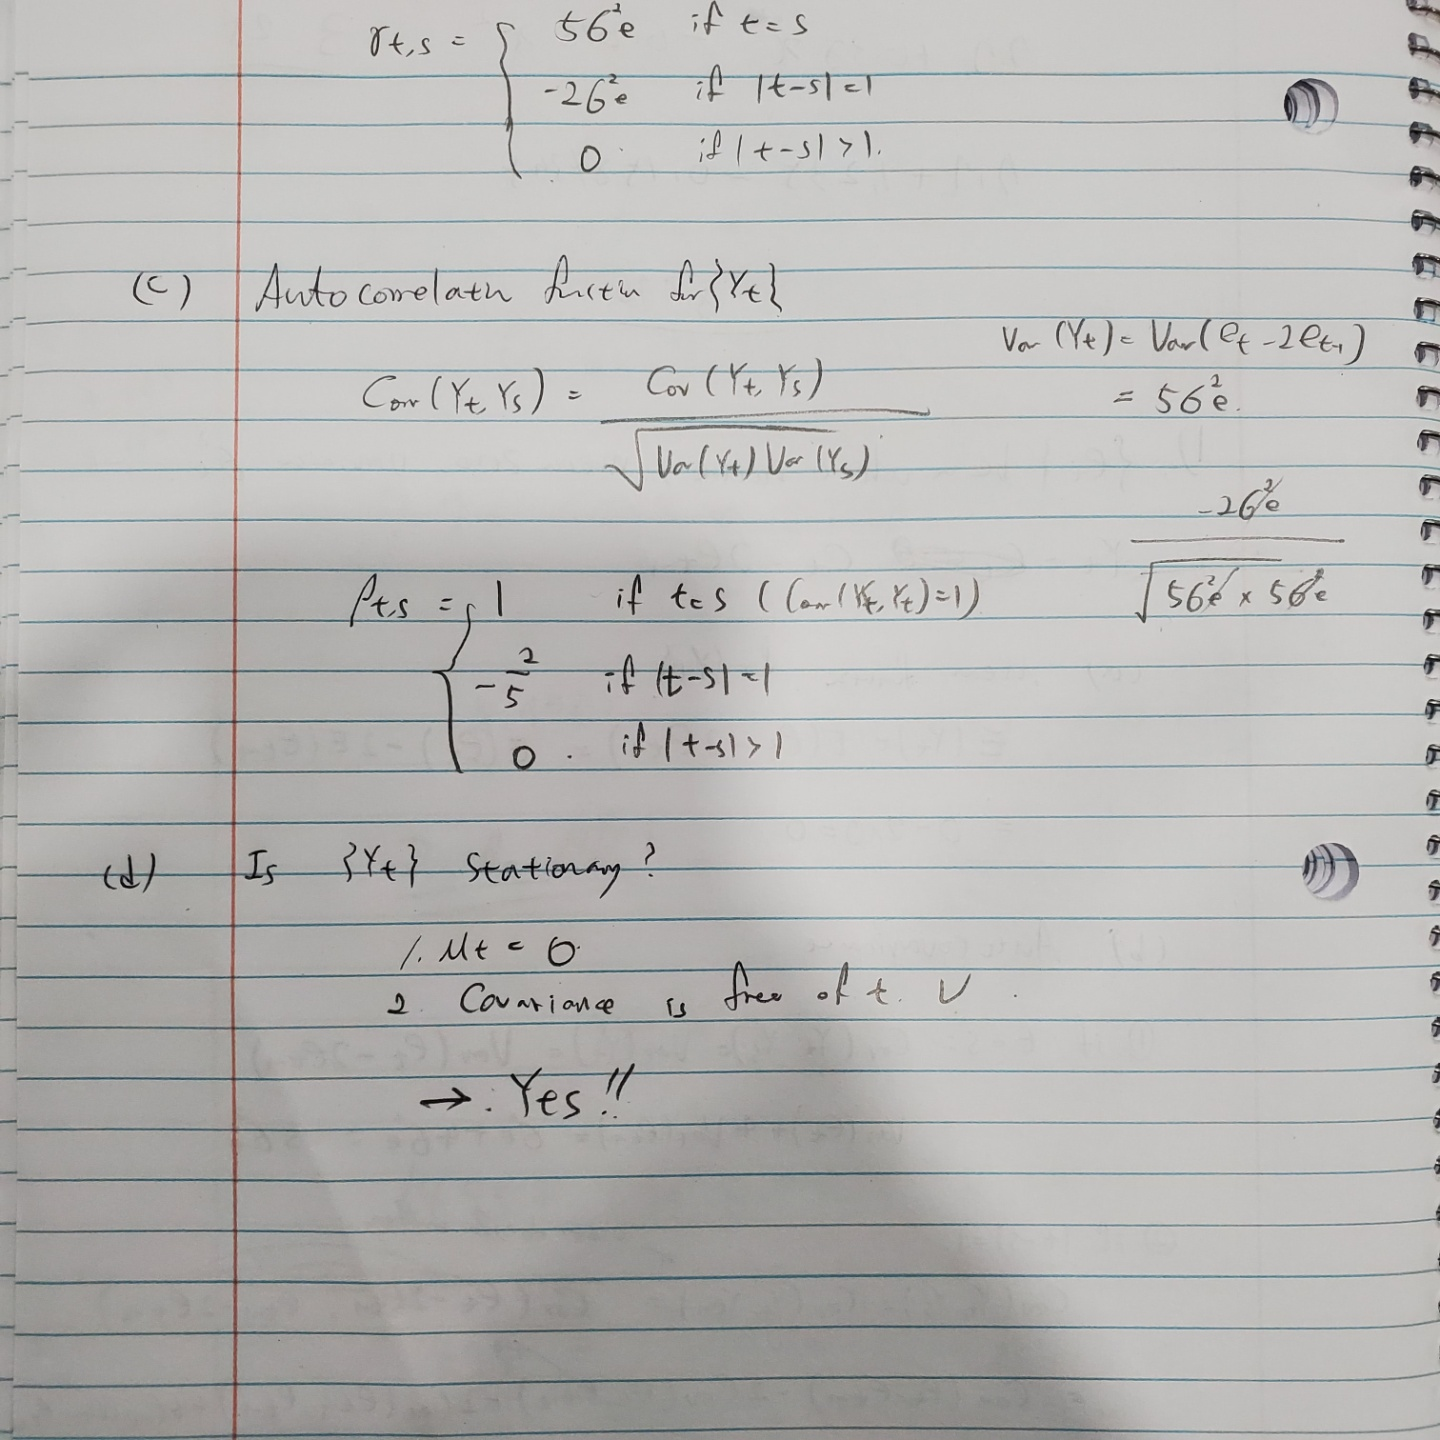 γt,s = { 5σ²e if t=s
-2σ²e if |t-s|=1
0 if |t-s|>1.
(c) Autocorrelatn functn for {Yt}
Var(Yt) = Var(et -2et-1)
= 5σ²e.
Corr(Yt, Ys) = Cov(Yt, Ys) / √Var(Yt) Var(Ys)
-2σ²e / √5σ²e × 5σ²e
ρt,s = { 1 if t=s (Corr(Yt, Yt)=1)
-2/5 if |t-s|=1
0. if |t-s|>1
(d) Is {Yt} stationary?
1. μt = 0
2. Covariance is free of t. V
→. Yes!!